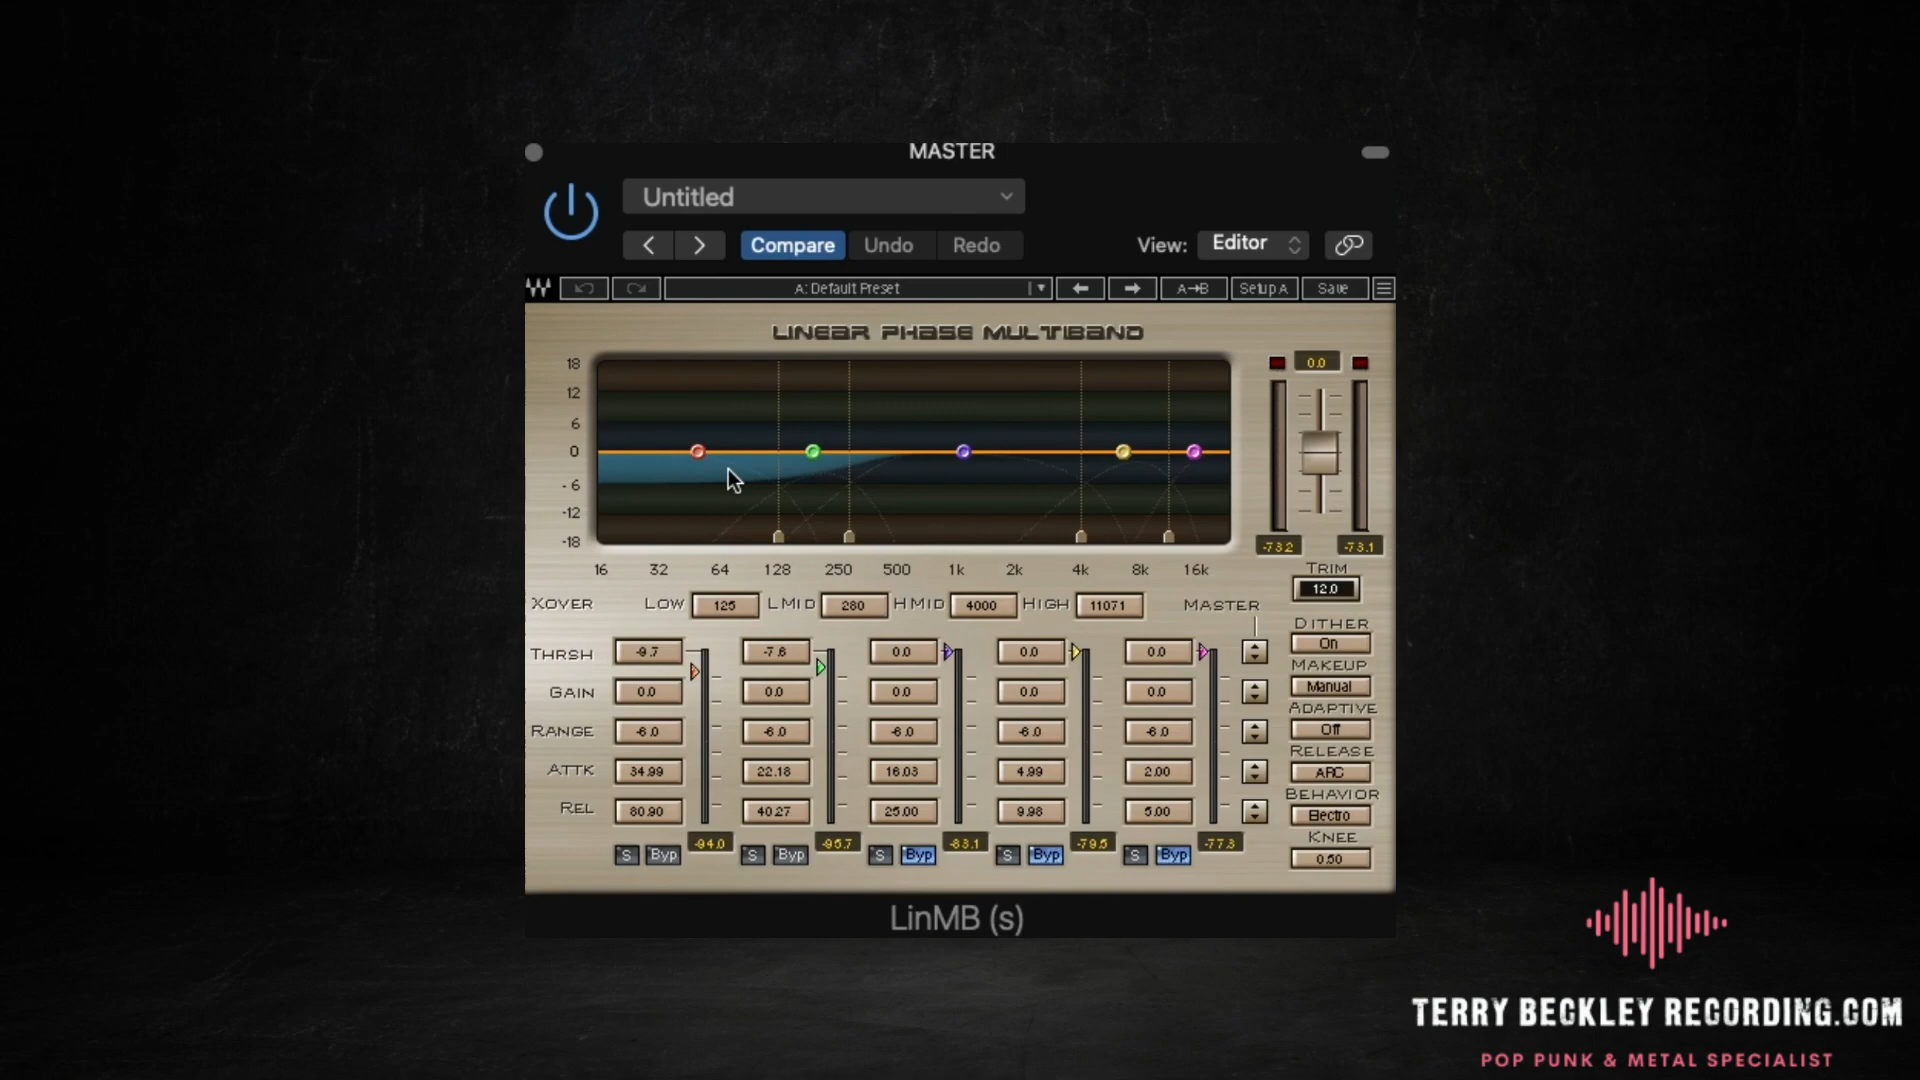 MASTER
Untitled
Compare Undo Redo View: Editor
A: Default Preset A→B Setup A Save
LINEAR PHASE MULTIBAND
18
12
6
0
-6
-12
-18
0.0
-73.2 -73.1
16 32 64 128 250 500 1k 2k 4k 8k 16k
TRIM
12.0
XOVER LOW 125 LMID 280 HMID 4000 HIGH 11071 MASTER
DITHER
On
THRSH -9.7 -7.6 0.0 0.0 0.0
MAKEUP
Manual
GAIN 0.0 0.0 0.0 0.0 0.0
ADAPTIVE
Off
RANGE -6.0 -6.0 -6.0 -6.0 -6.0
RELEASE
ARC
ATTK 34.99 22.18 16.03 4.99 2.00
BEHAVIOR
Electro
REL 80.90 40.27 25.00 9.98 5.00
KNEE
0.50
-94.0 -95.7 -83.1 -79.5 -77.3
S Byp S Byp S Byp S Byp S Byp
LinMB (s)
TERRY BECKLEY RECORDING.COM
POP PUNK & METAL SPECIALIST